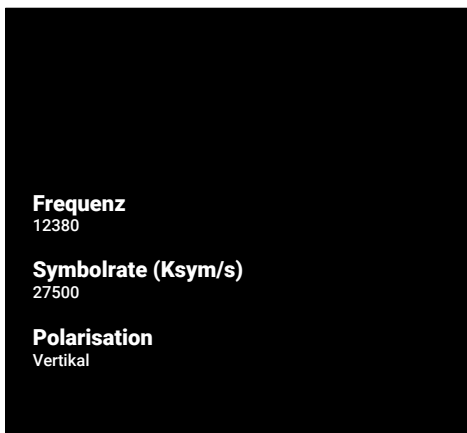 Frequenz
12380
Symbolrate (Ksym/s)
27500
Polarisation
Vertikal